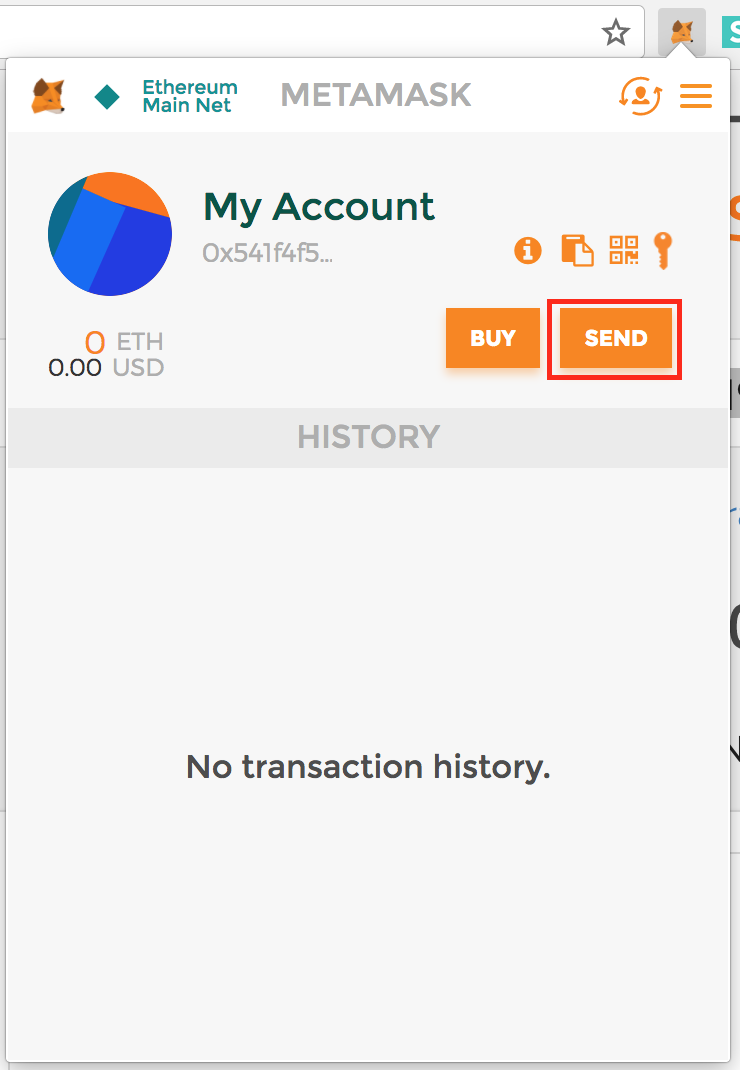 Ethereum
Main Net
METAMASK
My Account
0x541f4f5...
0 ETH
0.00 USD
BUY
SEND
HISTORY
No transaction history.